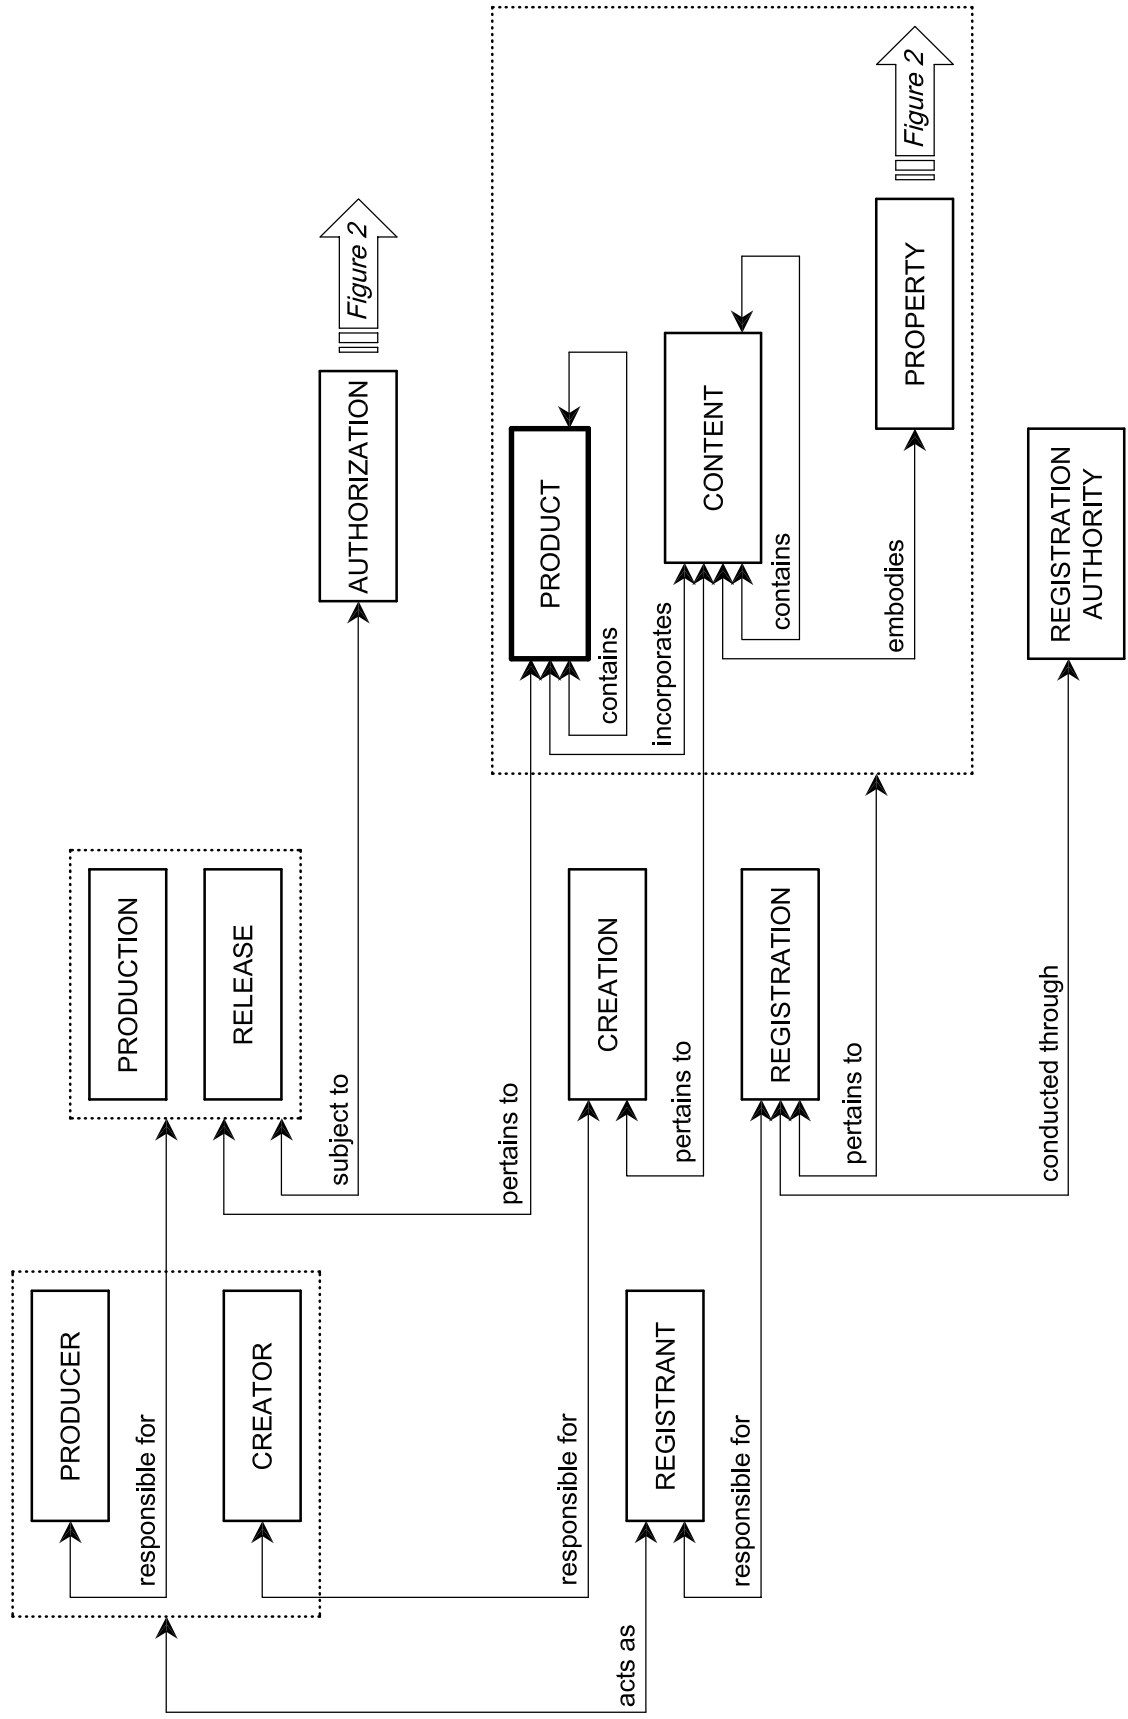 PRODUCER
responsible for
CREATOR
acts as
responsible for
REGISTRANT
responsible for
PRODUCTION
RELEASE
subject to
pertains to
CREATION
pertains to
REGISTRATION
pertains to
conducted through
AUTHORIZATION
Figure 2
PRODUCT
contains
incorporates
CONTENT
contains
embodies
PROPERTY
Figure 2
REGISTRATION
AUTHORITY